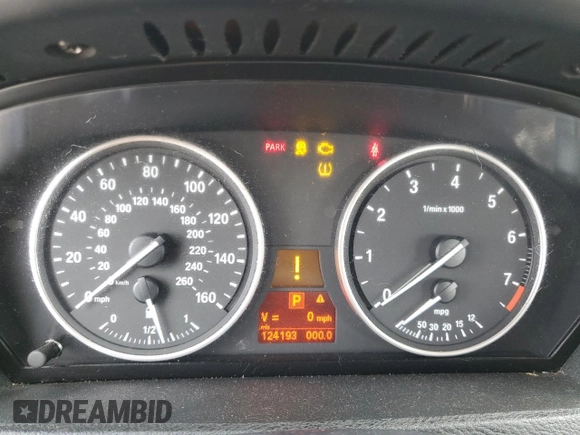 PARK
20 40 60 80 100 120 140 160
20 40 60 80 100 120 140 160 180 200 220 240 260
0 km/h
0 mph
0 1/2 1
!
P
V = 0 mph
mls
124193 000.0
0 1 2 3 4 5 6 7
1/min x 1000
50 30 20 15 12
mpg
DREAMBID